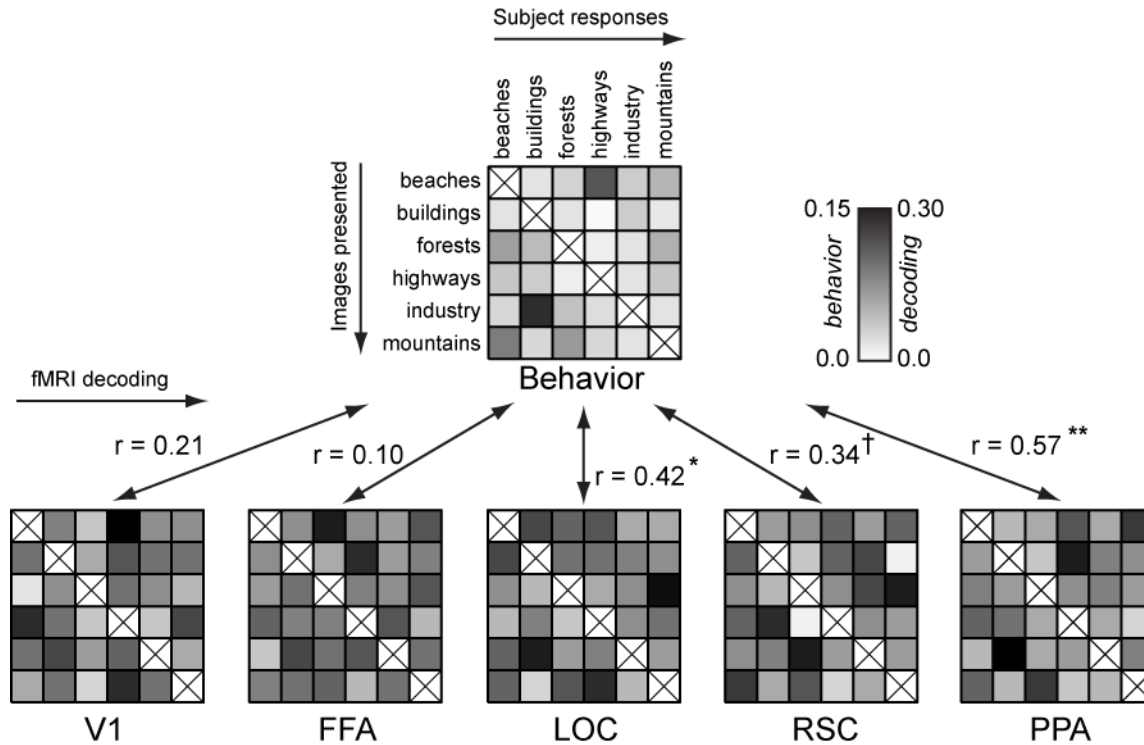 Subject responses
beaches
buildings
forests
highways
industry
mountains
Images presented
beaches
buildings
forests
highways
industry
mountains
Behavior
0.15 0.30
behavior
decoding
0.0 0.0
fMRI decoding
r = 0.21
r = 0.10
r = 0.42 *
r = 0.34 †
r = 0.57 **
V1 FFA LOC RSC PPA